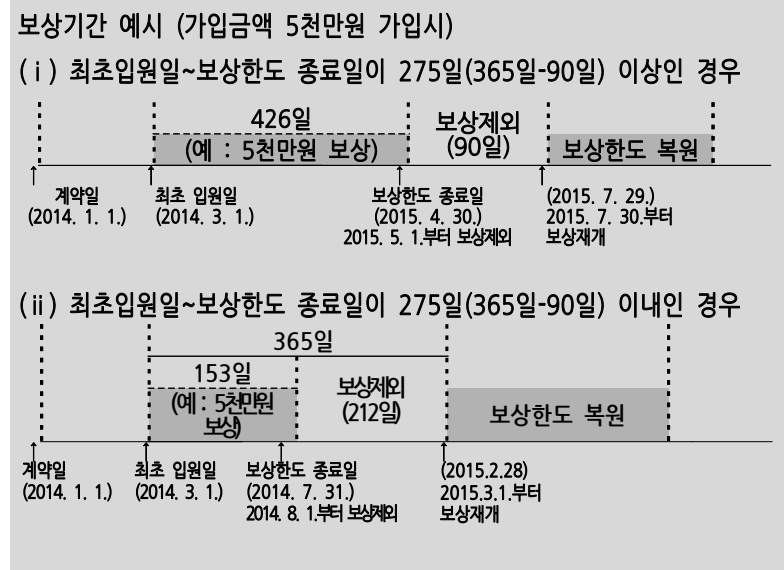 보상기간 예시 (가입금액 5천만원 가입시)
(ⅰ) 최초입원일~보상한도 종료일이 275일(365일-90일) 이상인 경우
426일
(예 : 5천만원 보상)
보상제외
(90일)
보상한도 복원
계약일
(2014. 1. 1.)
최초 입원일
(2014. 3. 1.)
보상한도 종료일
(2015. 4. 30.)
2015. 5. 1.부터 보상제외
(2015. 7. 29.)
2015. 7. 30.부터
보상재개
(ⅱ) 최초입원일~보상한도 종료일이 275일(365일-90일) 이내인 경우
365일
153일
(예 : 5천만원
보상)
보상제외
(212일)
보상한도 복원
계약일
(2014. 1. 1.)
최초 입원일
(2014. 3. 1.)
보상한도 종료일
(2014. 7. 31.)
2014. 8. 1.부터 보상제외
(2015.2.28)
2015.3.1.부터
보상재개